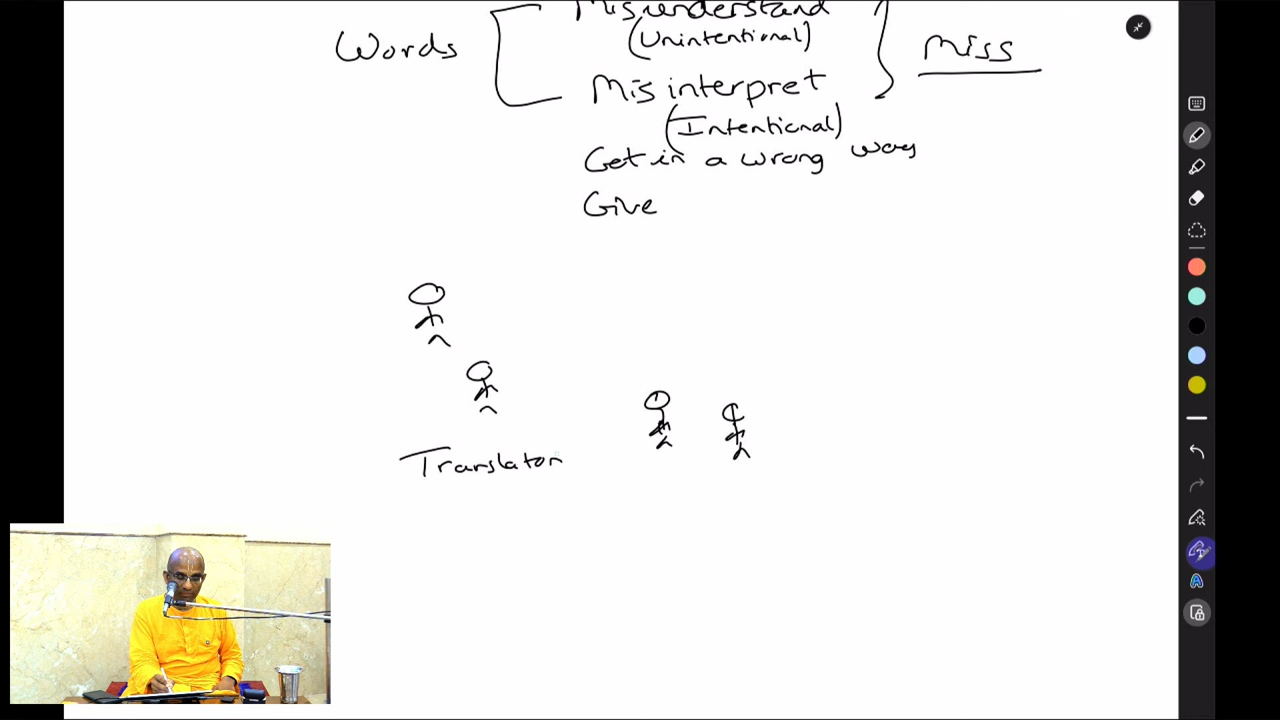 Misunderstand
Words
(Unintentional)
Miss
Misinterpret
(Intentional)
Get in a wrong way
Give
Translator